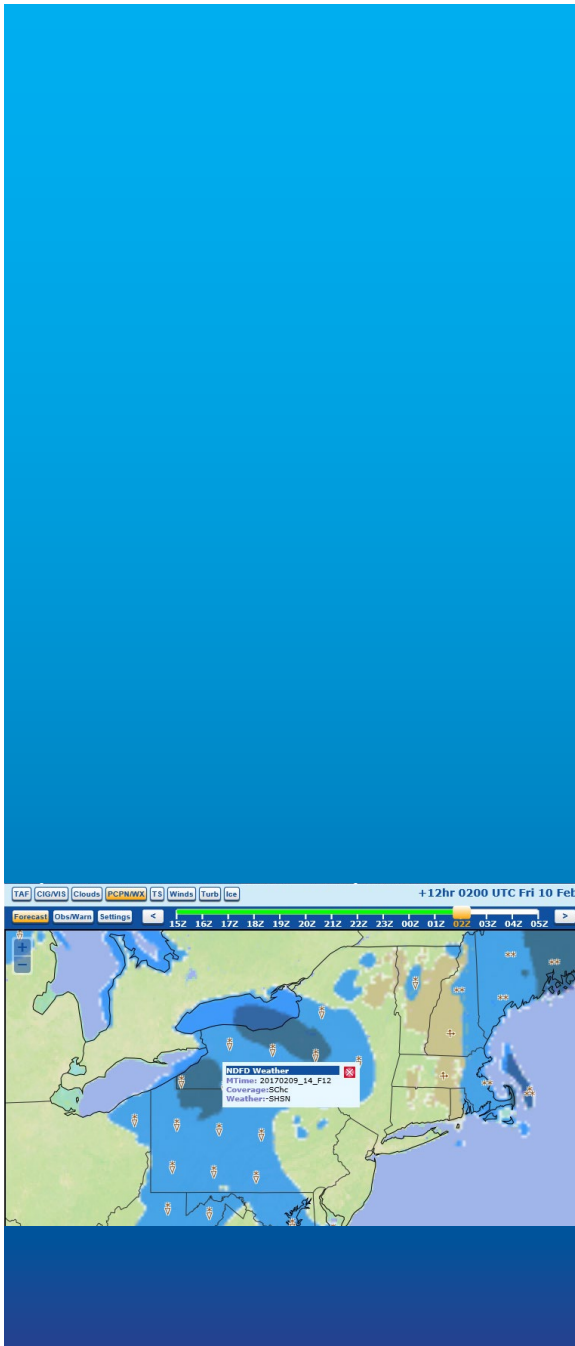 TAF CIG/VIS Clouds PCPN/WX TS Winds Turb Ice +12hr 0200 UTC Fri 10 Feb
Forecast Obs/Warn Settings < 15Z 16Z 17Z 18Z 19Z 20Z 21Z 22Z 23Z 00Z 01Z 02Z 03Z 04Z 05Z >
+
−
NDFD Weather
MTime: 20170209_14_F12
Coverage:SChc
Weather:-SHSN